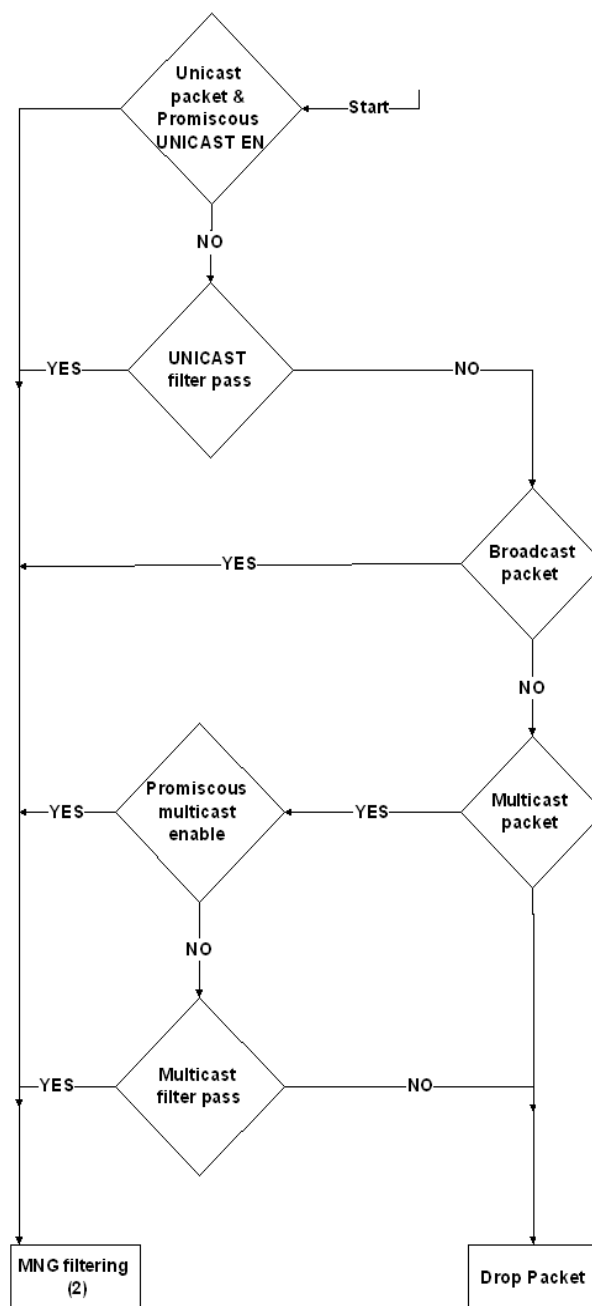 Unicast
packet &
Promiscous
UNICAST EN
Start
NO
UNICAST
filter pass
YES
NO
Broadcast
packet
YES
NO
Promiscous
multicast
enable
Multicast
packet
YES
YES
NO
Multicast
filter pass
YES
NO
MNG filtering
(2)
Drop Packet